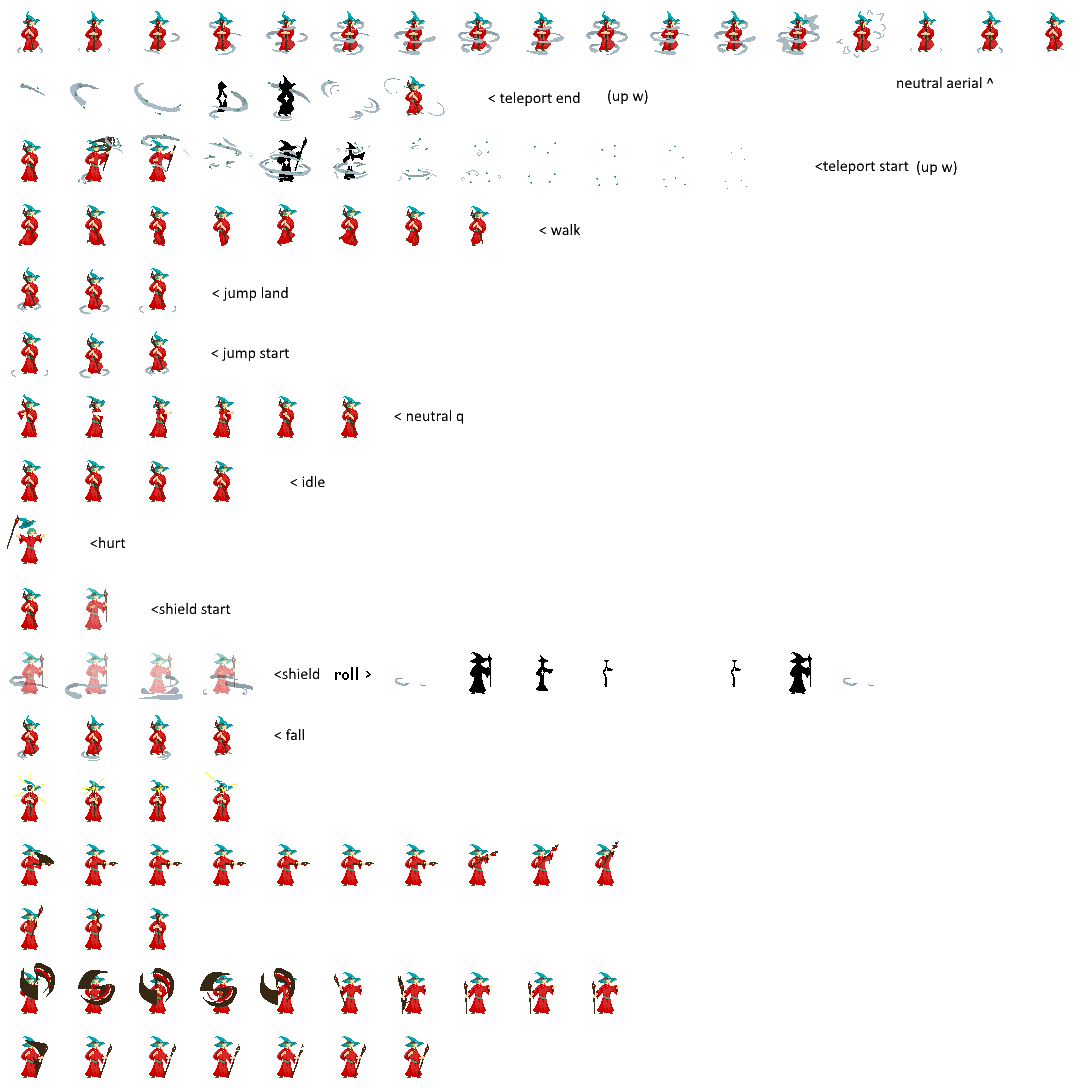 neutral aerial ^
< teleport end (up w)
<teleport start (up w)
< walk
< jump land
< jump start
< neutral q
< idle
<hurt
<shield start
<shield roll >
< fall